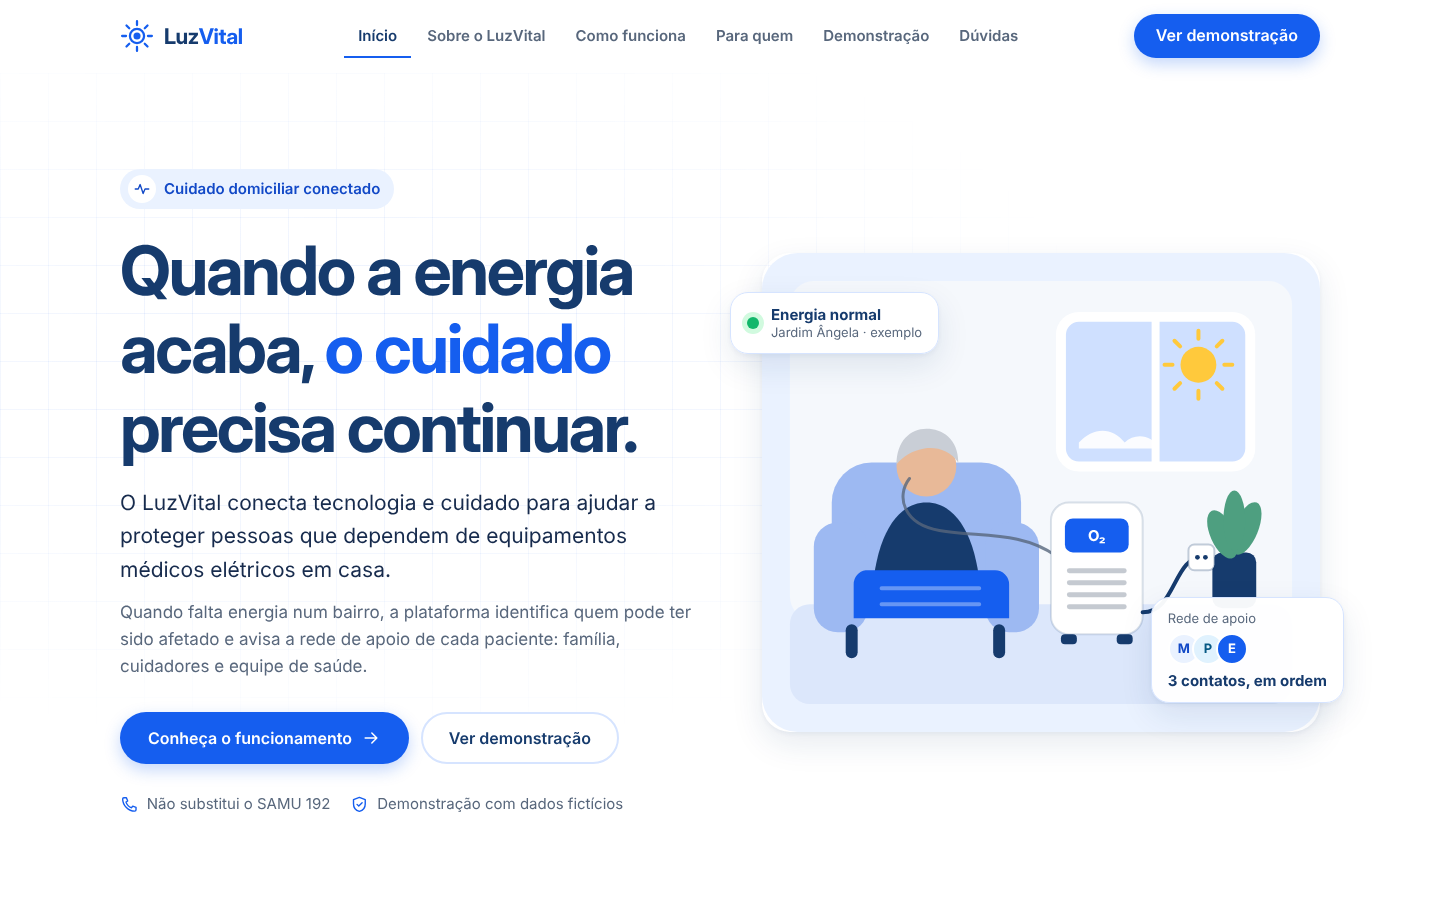 LuzVital
Início
Sobre o LuzVital
Como funciona
Para quem
Demonstração
Dúvidas
Ver demonstração
Cuidado domiciliar conectado
Quando a energia
acaba, o cuidado
precisa continuar.
O LuzVital conecta tecnologia e cuidado para ajudar a
proteger pessoas que dependem de equipamentos
médicos elétricos em casa.
Quando falta energia num bairro, a plataforma identifica quem pode ter
sido afetado e avisa a rede de apoio de cada paciente: família,
cuidadores e equipe de saúde.
Conheça o funcionamento
Ver demonstração
Não substitui o SAMU 192
Demonstração com dados fictícios
Energia normal
Jardim Ângela · exemplo
O₂
Rede de apoio
M P E
3 contatos, em ordem